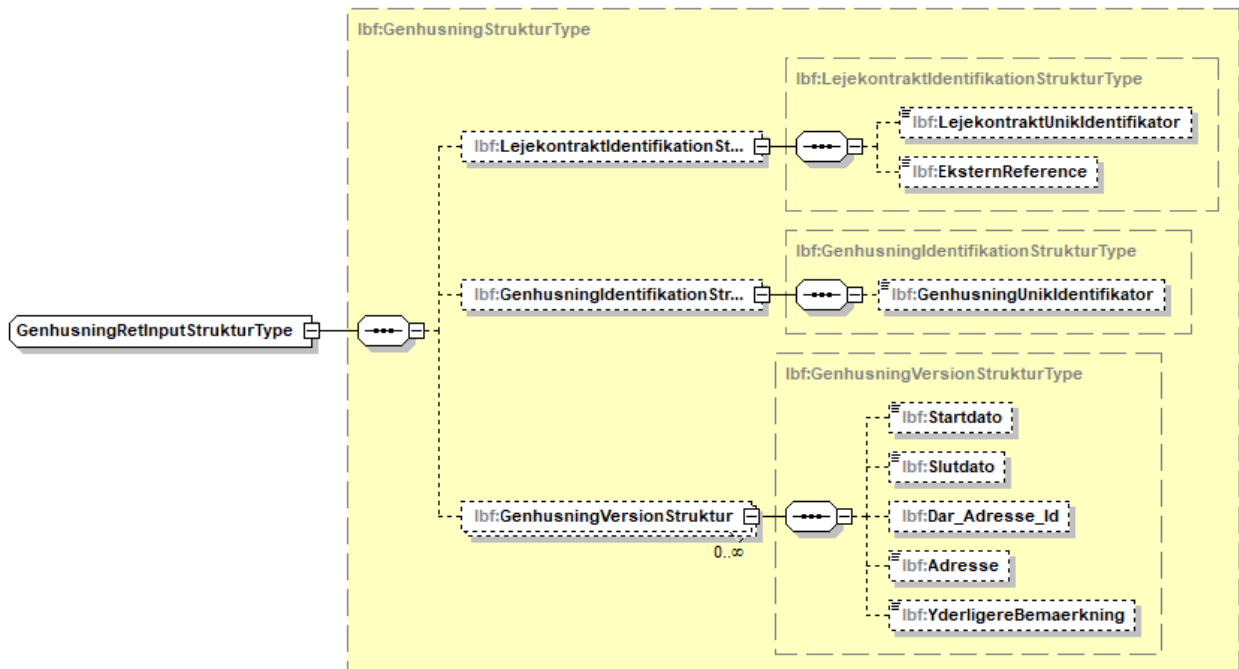 lbf:GenhusningStrukturType
lbf:LejekontraktIdentifikationStrukturType
lbf:LejekontraktUnikIdentifikator
lbf:LejekontraktIdentifikationSt...
lbf:EksternReference
lbf:GenhusningIdentifikationStrukturType
lbf:GenhusningIdentifikationStr...
lbf:GenhusningUnikIdentifikator
GenhusningRetInputStrukturType
lbf:GenhusningVersionStrukturType
lbf:Startdato
lbf:Slutdato
lbf:GenhusningVersionStruktur
lbf:Dar_Adresse_Id
0..∞
lbf:Adresse
lbf:YderligereBemaerkning